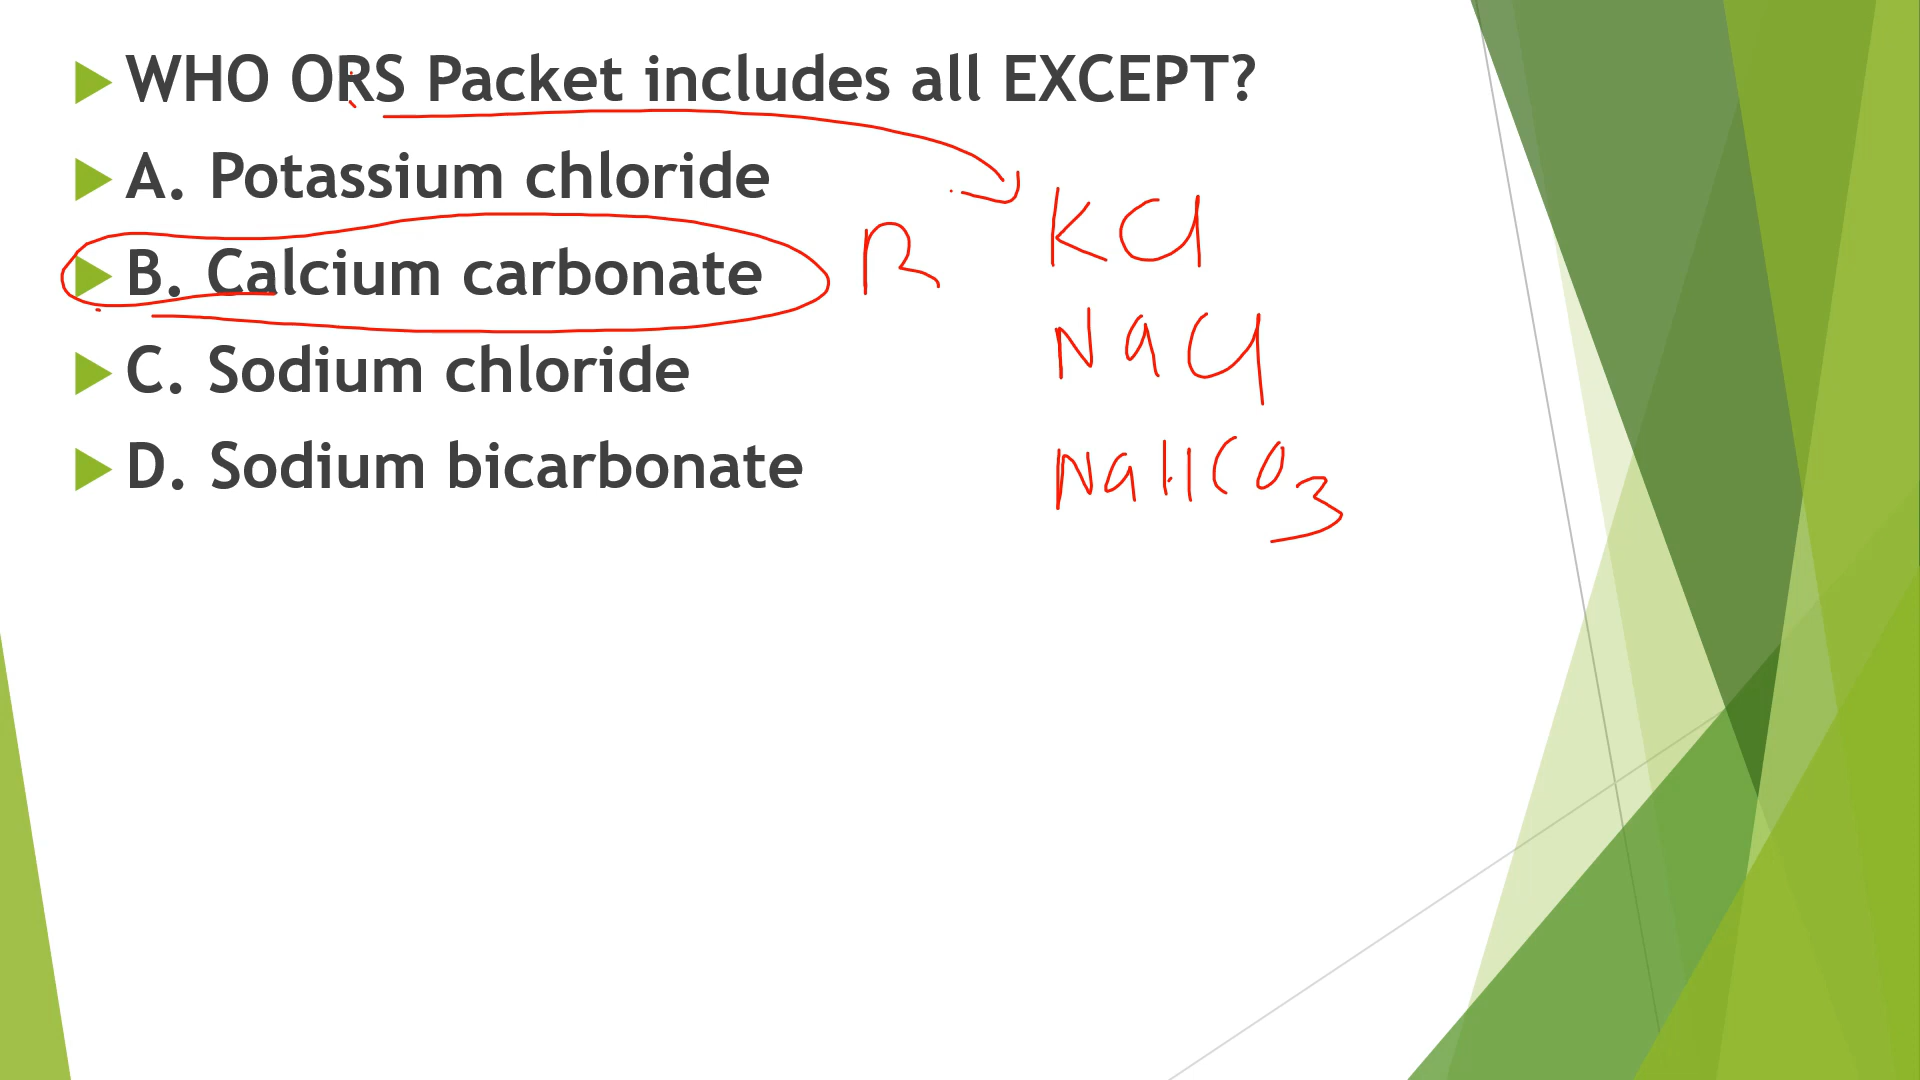 WHO ORS Packet includes all EXCEPT?
A. Potassium chloride
B. Calcium carbonate R
C. Sodium chloride
D. Sodium bicarbonate
KCl
NaCl
NaHCO3